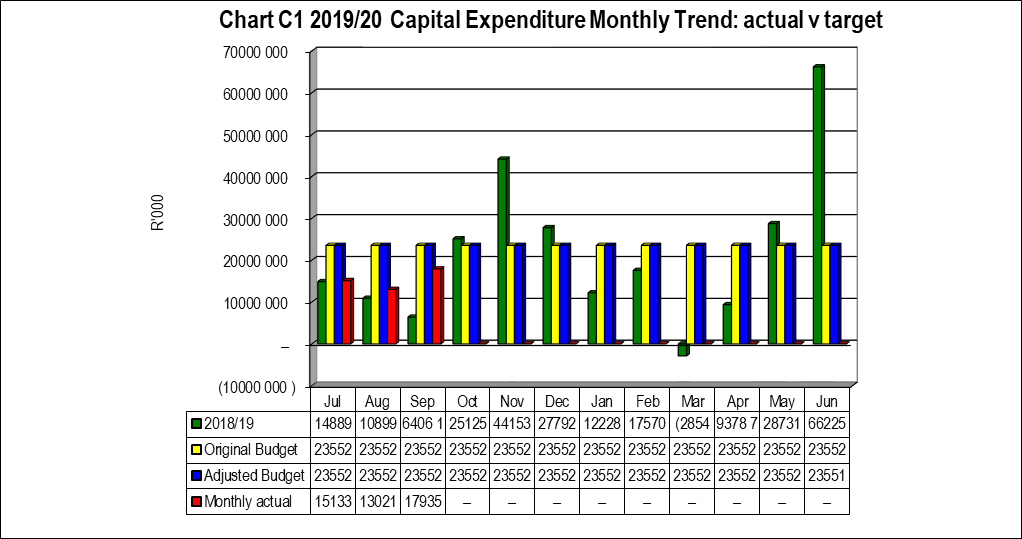 Chart C1 2019/20 Capital Expenditure Monthly Trend: actual v target
70000 000
60000 000
50000 000
40000 000
30000 000
20000 000
10000 000
–
(10000 000 )
R'000
Jul Aug Sep Oct Nov Dec Jan Feb Mar Apr May Jun
2018/19 14889 10899 6406 1 25125 44153 27792 12228 17570 (2854 9378 7 28731 66225
Original Budget 23552 23552 23552 23552 23552 23552 23552 23552 23552 23552 23552 23552
Adjusted Budget 23552 23552 23552 23552 23552 23552 23552 23552 23552 23552 23552 23551
Monthly actual 15133 13021 17935 – – – – – – – – –